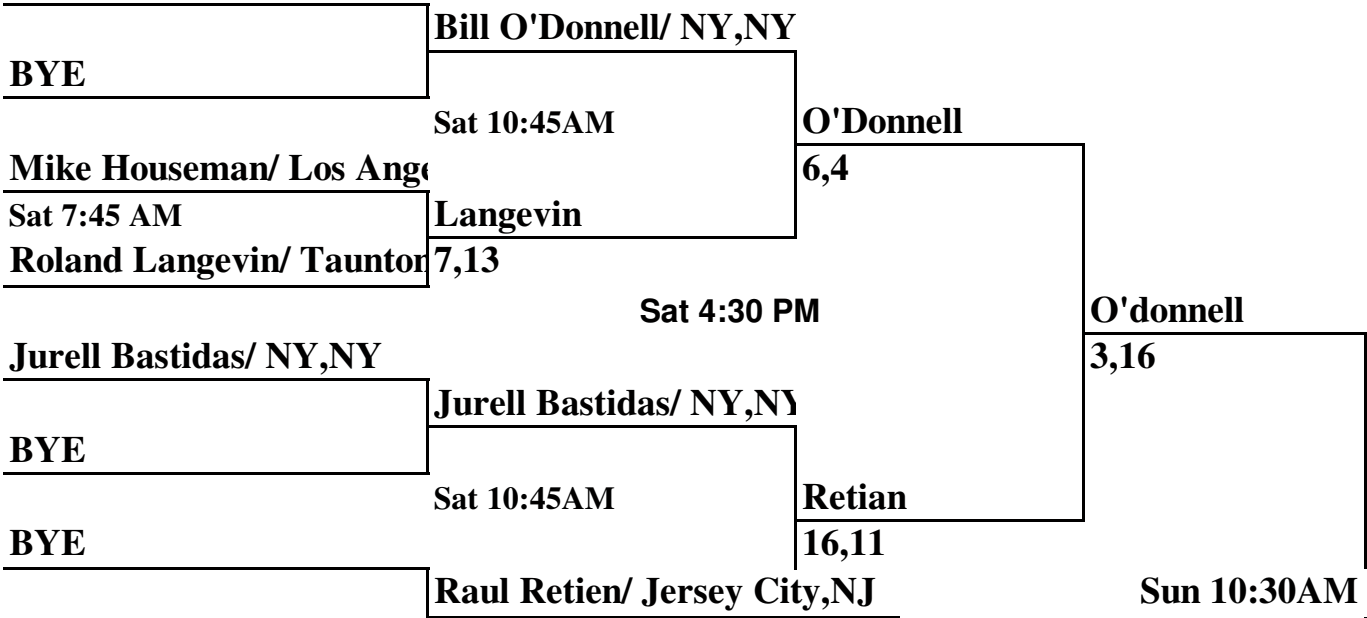 Bill O'Donnell/ NY,NY
BYE
Sat 10:45AM
O'Donnell
Mike Houseman/ Los Ange
6,4
Sat 7:45 AM
Langevin
Roland Langevin/ Taunton
7,13
Sat 4:30 PM
O'donnell
Jurell Bastidas/ NY,NY
3,16
Jurell Bastidas/ NY,NY
BYE
Sat 10:45AM
Retian
BYE
16,11
Raul Retien/ Jersey City,NJ
Sun 10:30AM